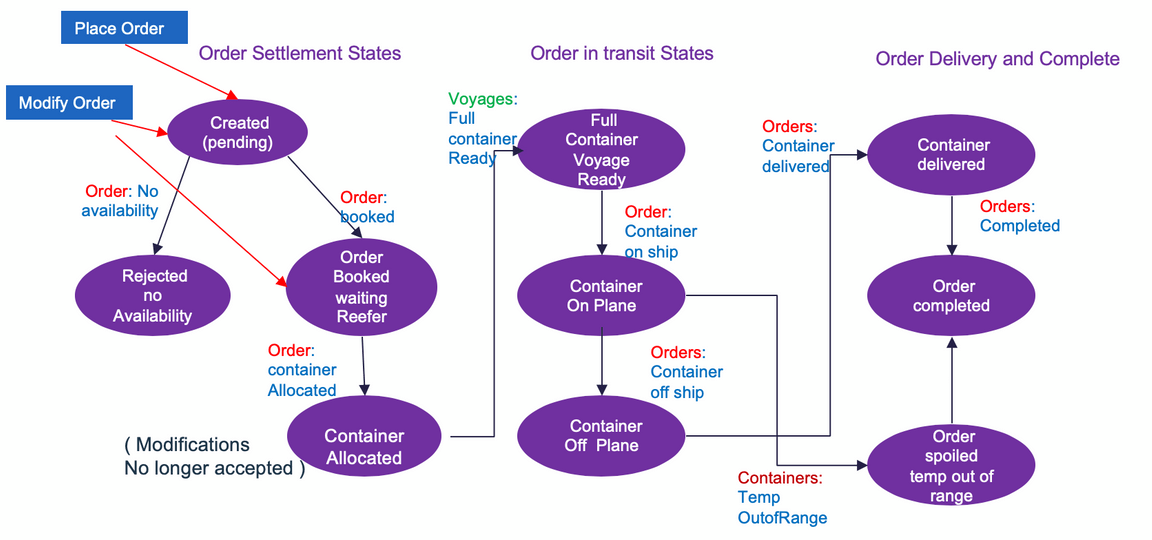 Place Order
Order Settlement States
Order in transit States
Order Delivery and Complete
Modify Order
Created
(pending)
Voyages:
Full
container
Ready
Full
Container
Voyage
Ready
Orders:
Container
delivered
Container
delivered
Order: No
availability
Order:
booked
Order:
Container
on ship
Orders:
Completed
Rejected
no
Availability
Order
Booked
waiting
Reefer
Container
On Plane
Order
completed
Order:
container
Allocated
Orders:
Container
off ship
( Modifications
No longer accepted )
Container
Allocated
Container
Off Plane
Order
spoiled
temp out of
range
Containers:
Temp
OutofRange